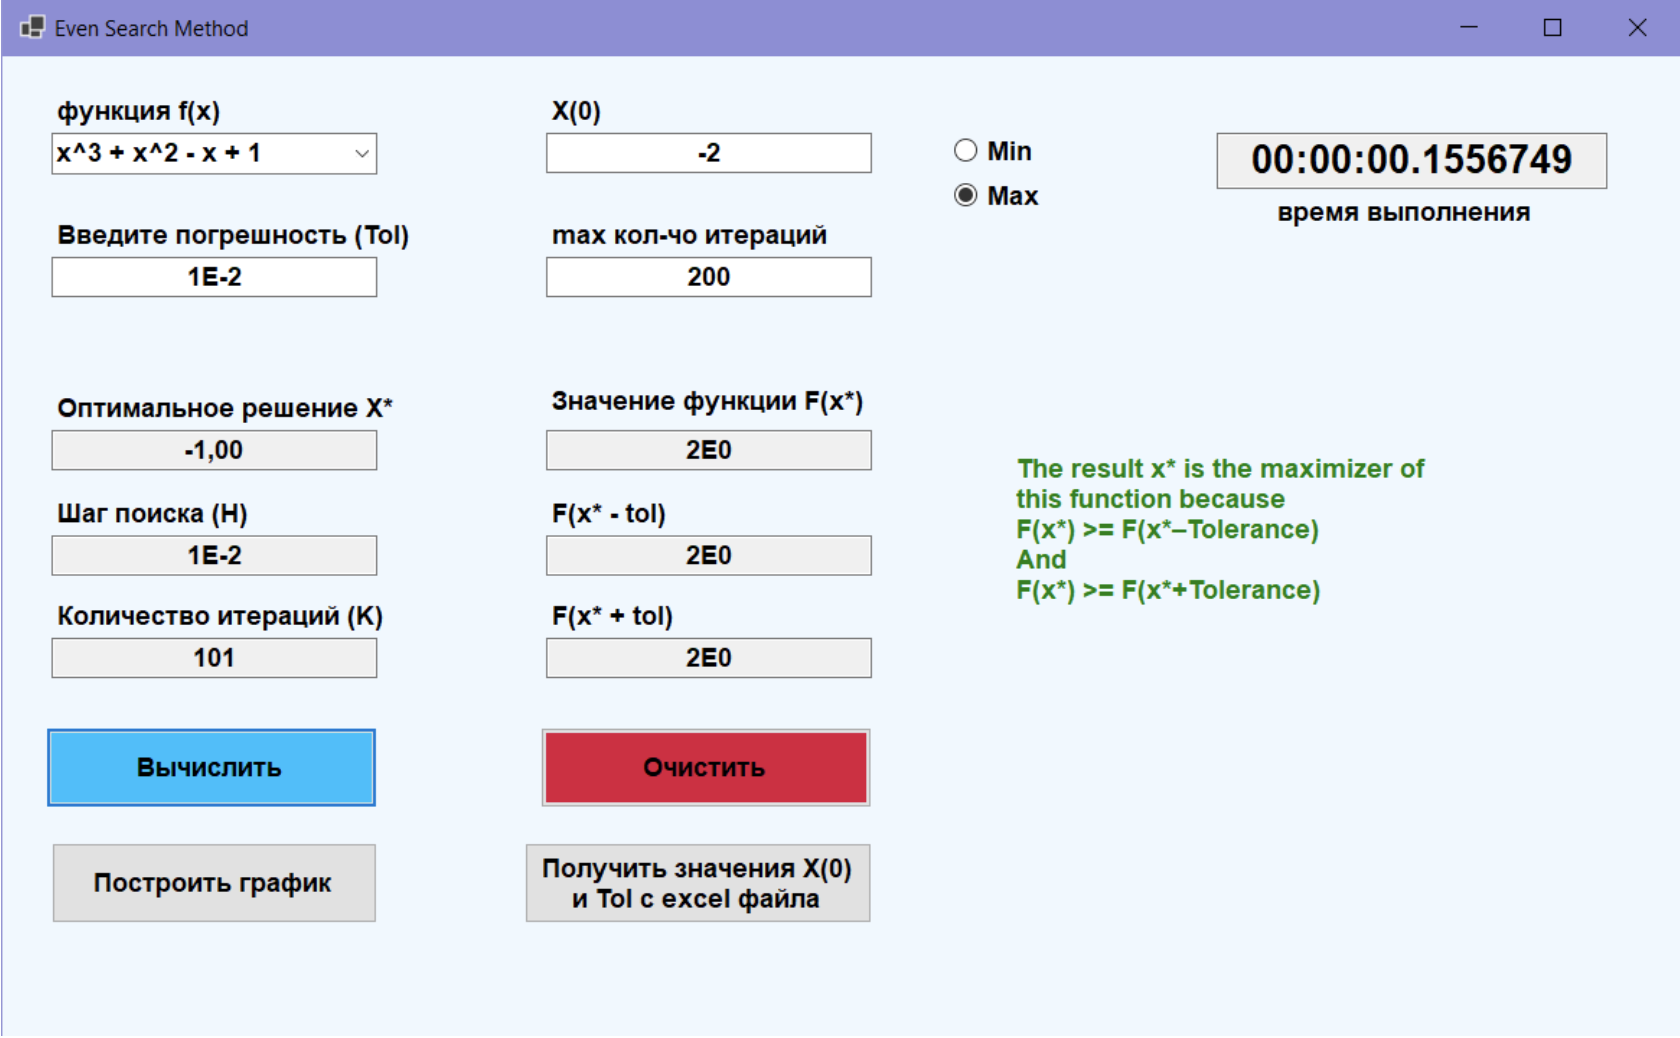 Even Search Method
функция f(x)
x^3 + x^2 - x + 1
X(0)
-2
Min
Max
00:00:00.1556749
время выполнения
Введите погрешность (Tol)
1E-2
max кол-чо итераций
200
Оптимальное решение X*
-1,00
Значение функции F(x*)
2E0
Шаг поиска (H)
1E-2
F(x* - tol)
2E0
Количество итераций (K)
101
F(x* + tol)
2E0
The result x* is the maximizer of
this function because
F(x*) >= F(x*–Tolerance)
And
F(x*) >= F(x*+Tolerance)
Вычислить
Очистить
Построить график
Получить значения X(0)
и Tol с excel файла